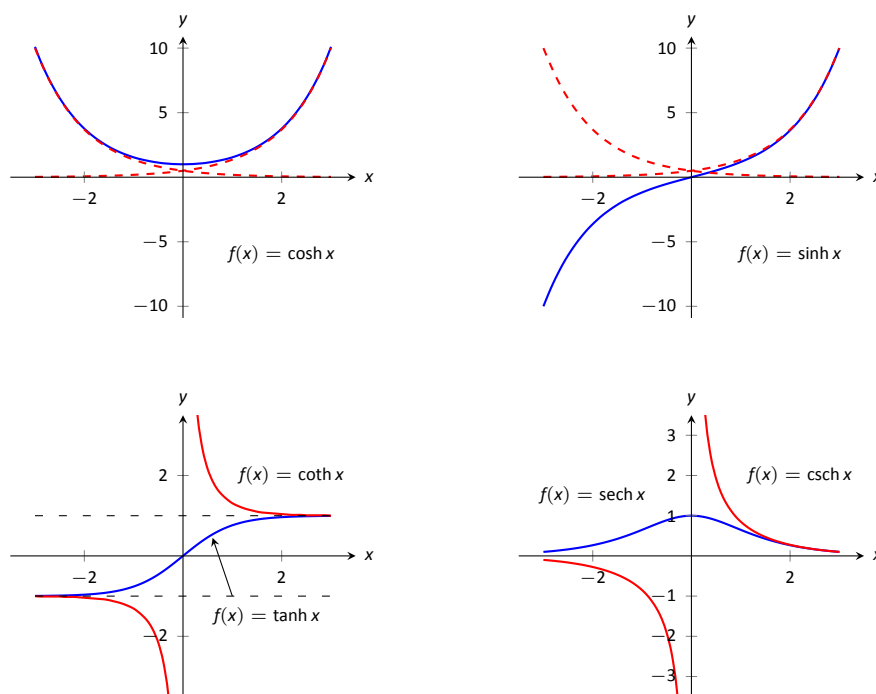 y
10
5
x
−2
2
−5
f(x) = cosh x
−10
y
10
5
x
−2
2
−5
f(x) = sinh x
−10
y
2
f(x) = coth x
x
−2
2
f(x) = tanh x
−2
y
3
2
f(x) = csch x
f(x) = sech x
1
x
−2
2
−1
−2
−3